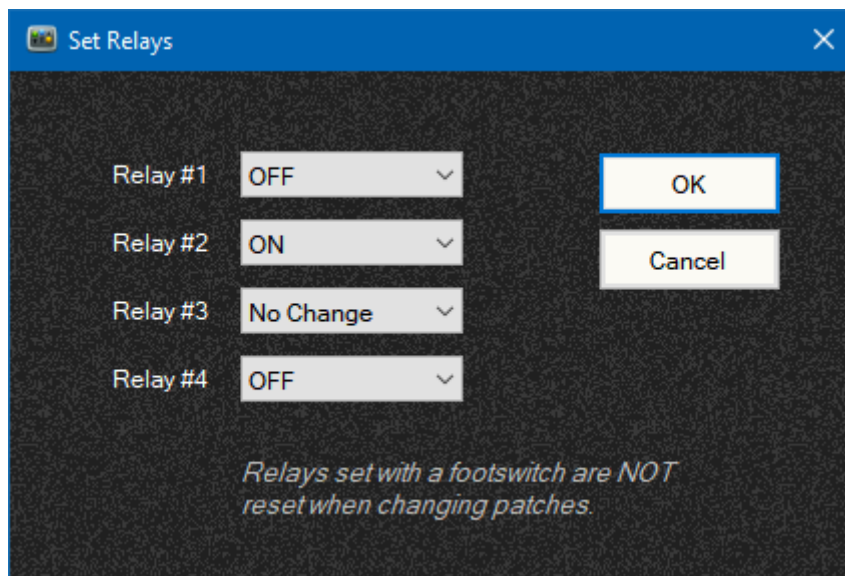 Set Relays
Relay #1 OFF
OK
Relay #2 ON
Cancel
Relay #3 No Change
Relay #4 OFF
Relays set with a footswitch are NOT
reset when changing patches.